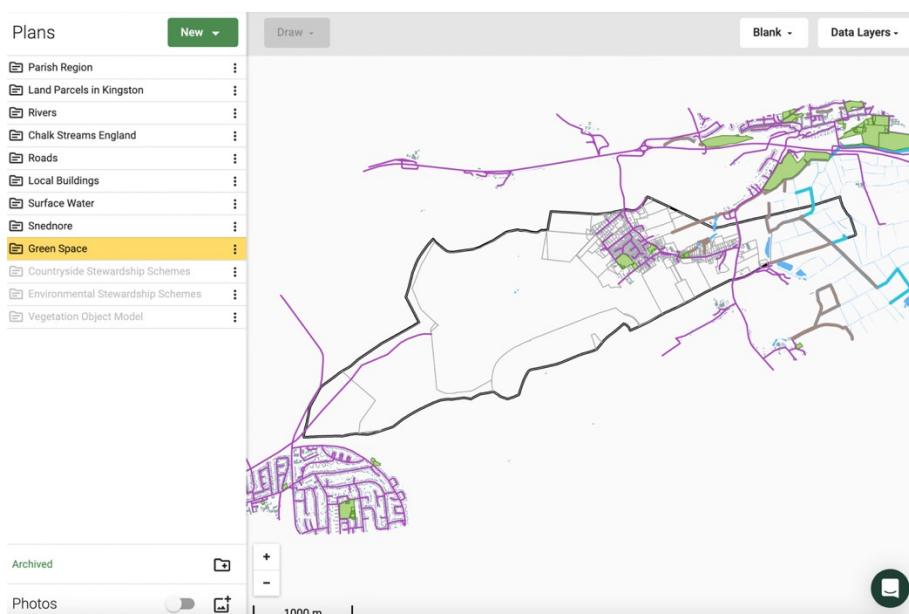 Plans
New
Draw
Blank
Data Layers
Parish Region
Land Parcels in Kingston
Rivers
Chalk Streams England
Roads
Local Buildings
Surface Water
Snednore
Green Space
Countryside Stewardship Schemes
Environmental Stewardship Schemes
Vegetation Object Model
Archived
+
−
Photos
1000 m